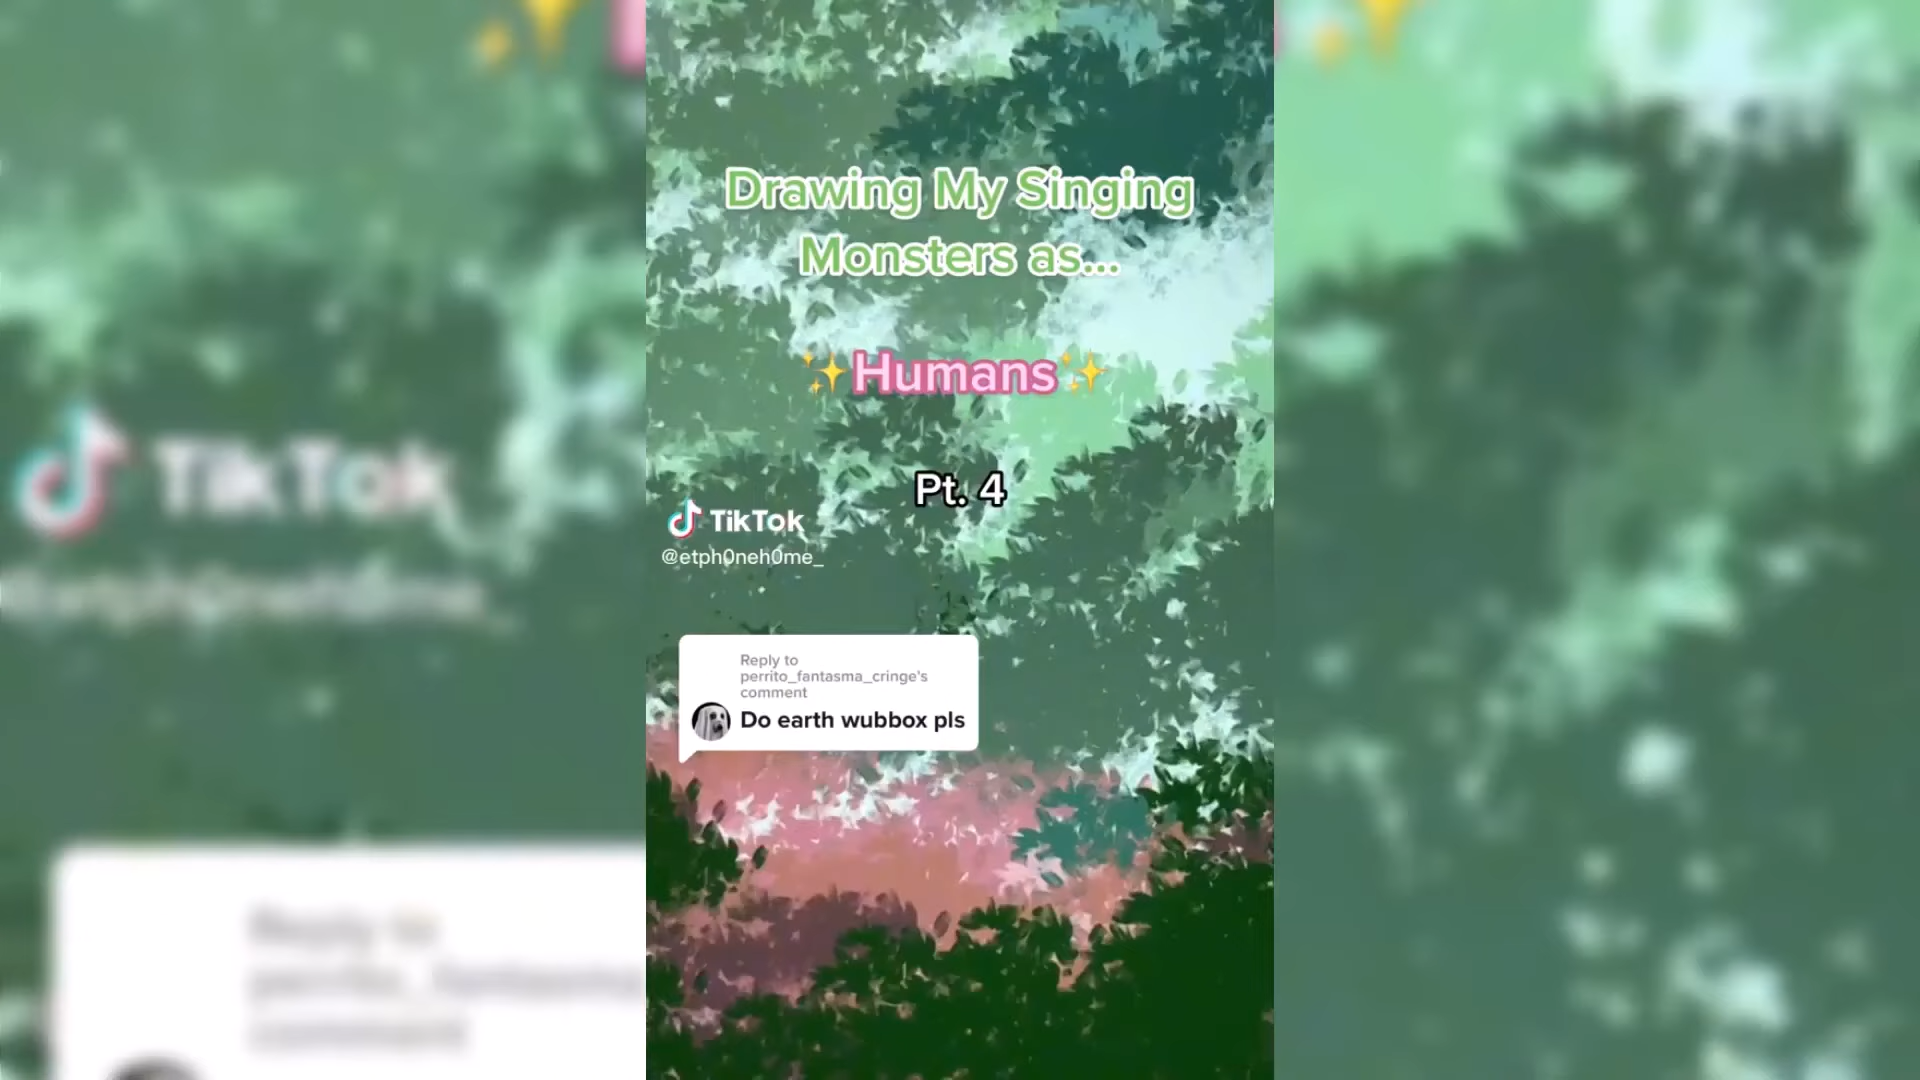 Drawing My Singing
Monsters as...
✨Humans✨
Pt. 4
TikTok
@etph0neh0me_
Reply to
perrito_fantasma_cringe's
comment
Do earth wubbox pls